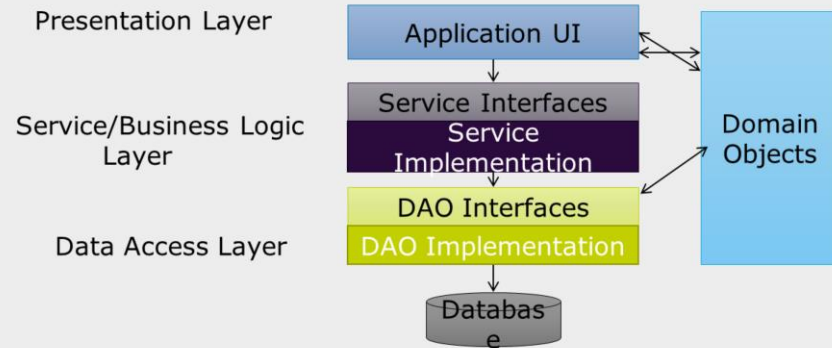 Presentation Layer
Application UI
Service Interfaces
Service/Business Logic
Layer
Service
Implementation
Domain
Objects
DAO Interfaces
Data Access Layer
DAO Implementation
Databas
e